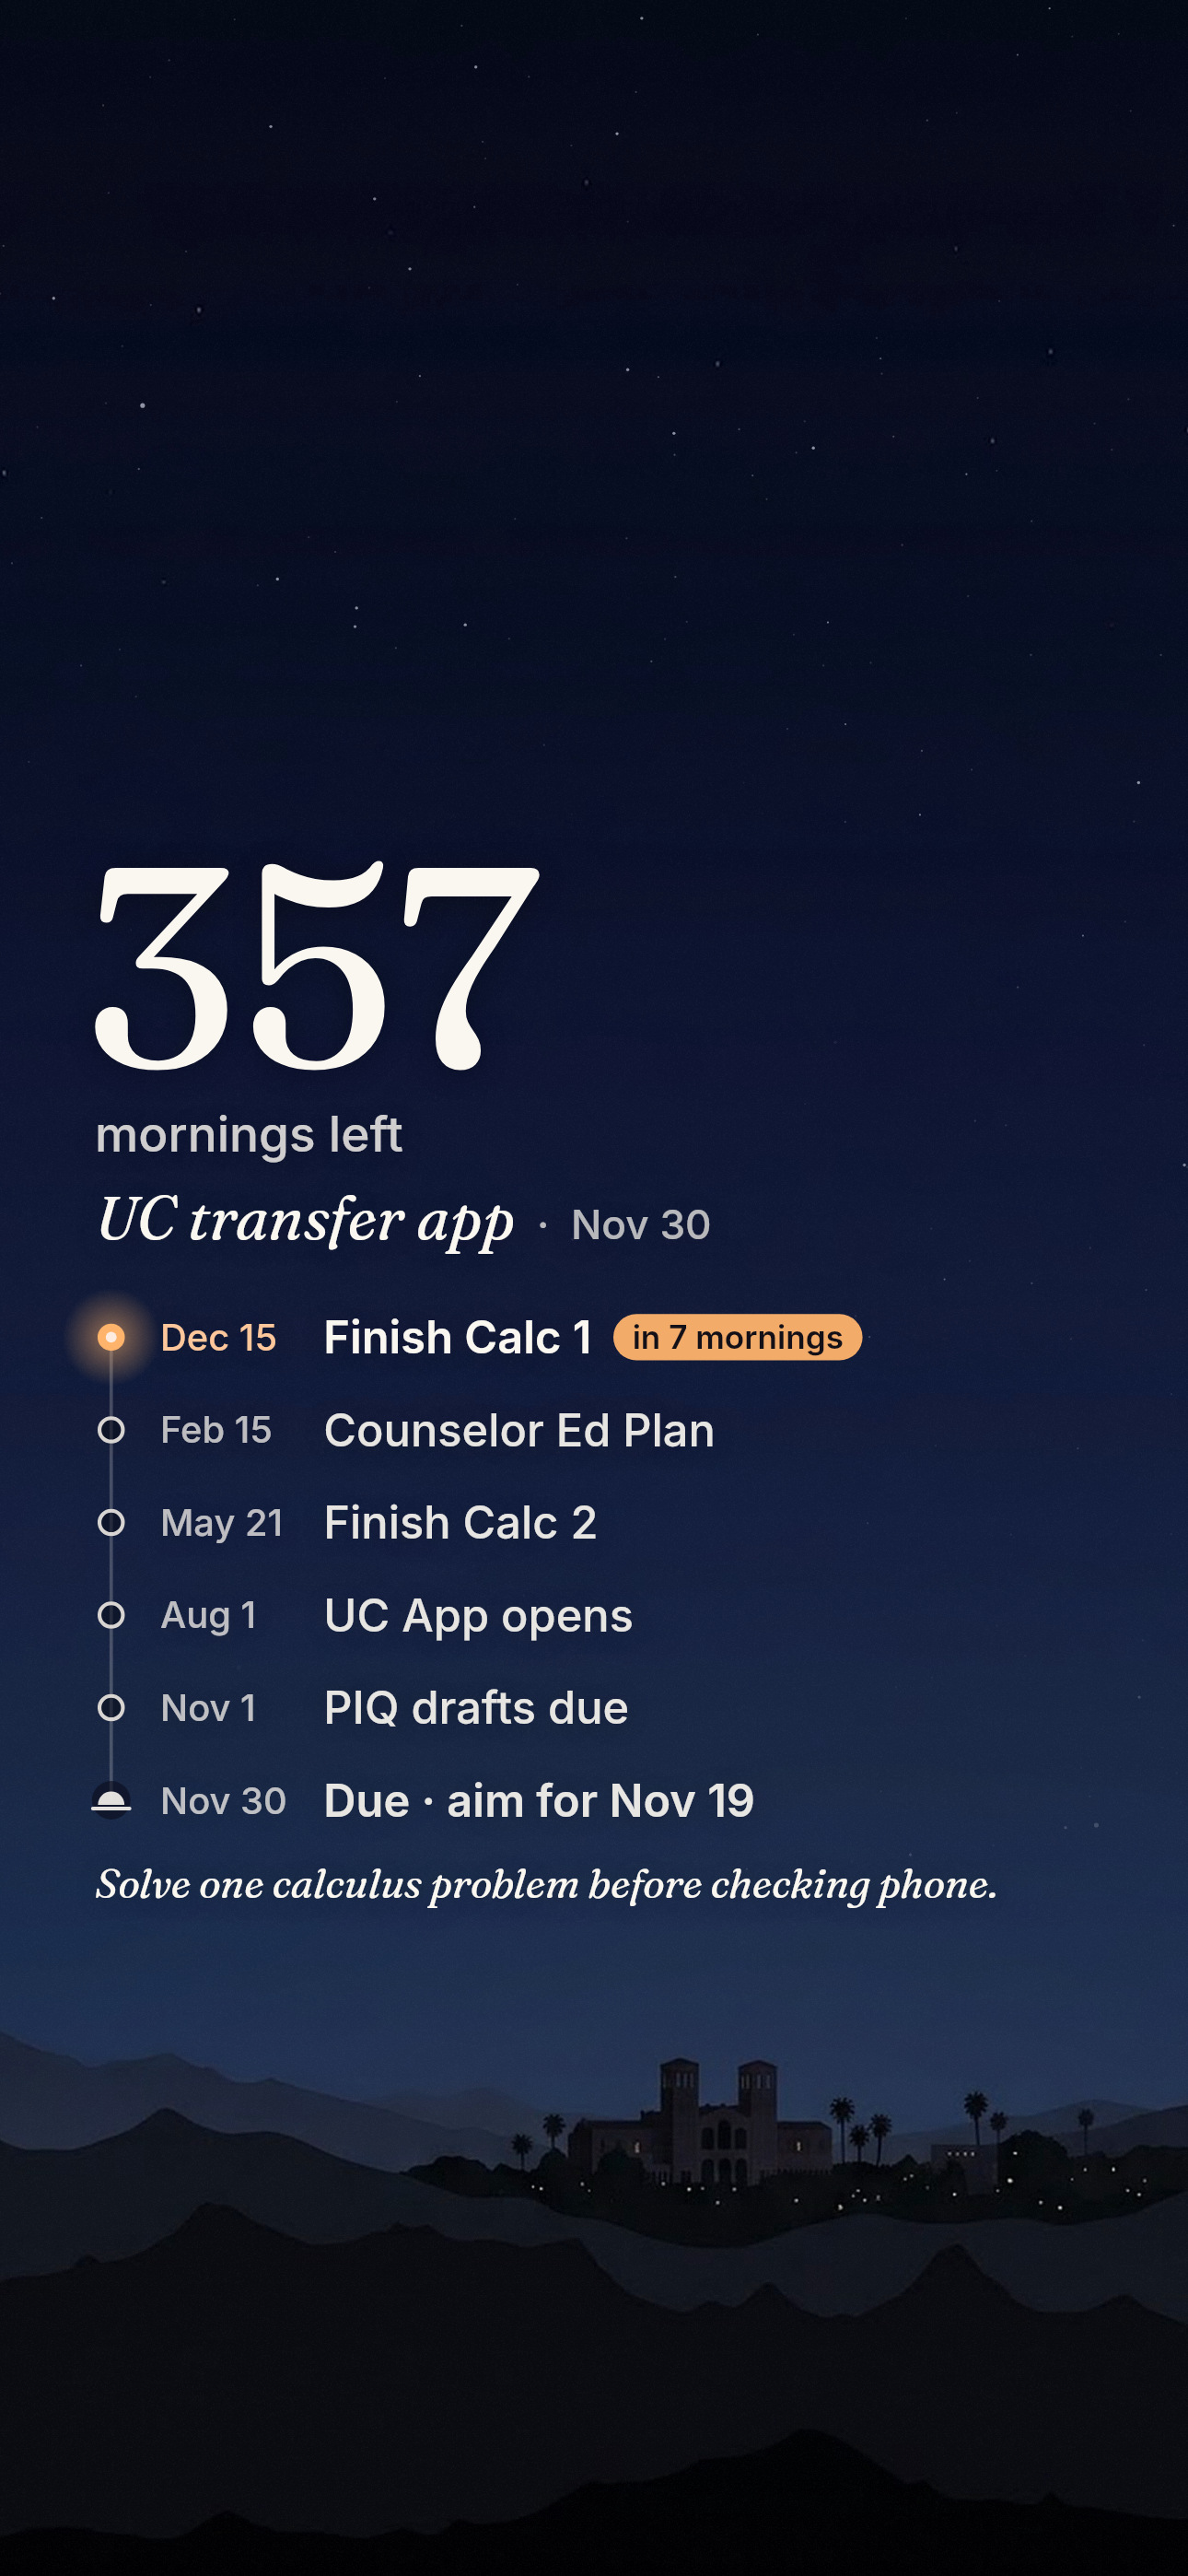 357
mornings left
UC transfer app · Nov 30
Dec 15 Finish Calc 1 in 7 mornings
Feb 15 Counselor Ed Plan
May 21 Finish Calc 2
Aug 1 UC App opens
Nov 1 PIQ drafts due
Nov 30 Due · aim for Nov 19
Solve one calculus problem before checking phone.